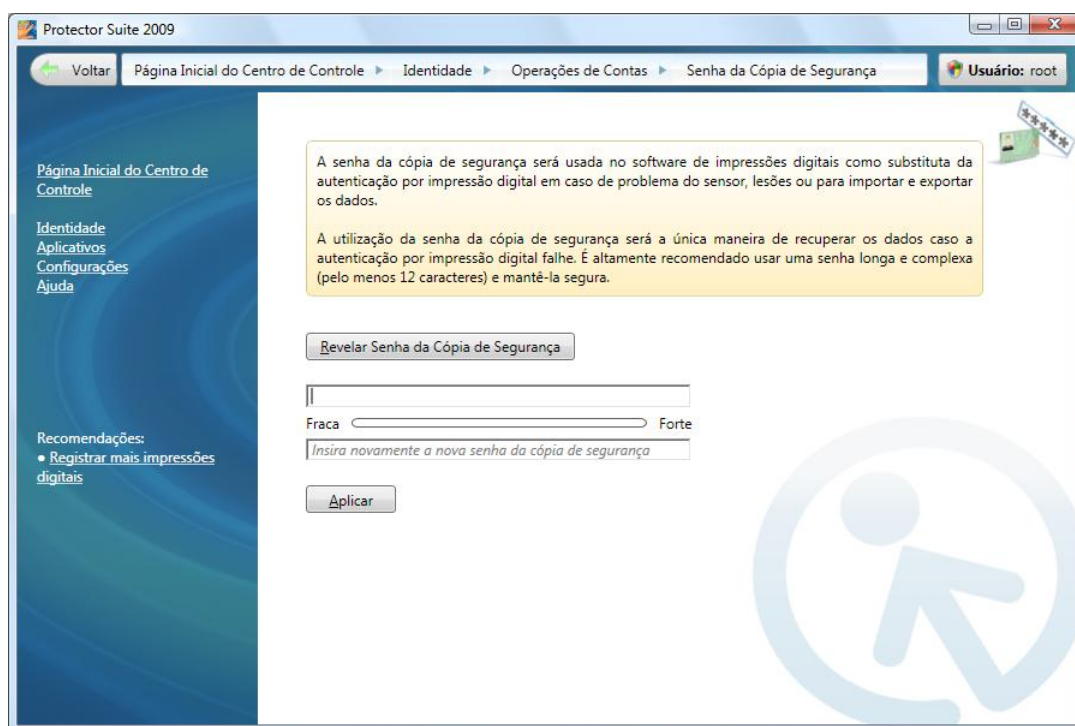 Protector Suite 2009
Voltar
Página Inicial do Centro de Controle
Identidade
Operações de Contas
Senha da Cópia de Segurança
Usuário: root
Página Inicial do Centro de
Controle
Identidade
Aplicativos
Configurações
Ajuda
Recomendações:
• Registrar mais impressões
digitais
A senha da cópia de segurança será usada no software de impressões digitais como substituta da
autenticação por impressão digital em caso de problema do sensor, lesões ou para importar e exportar
os dados.
A utilização da senha da cópia de segurança será a única maneira de recuperar os dados caso a
autenticação por impressão digital falhe. É altamente recomendado usar uma senha longa e complexa
(pelo menos 12 caracteres) e mantê-la segura.
Revelar Senha da Cópia de Segurança
Fraca
Forte
Insira novamente a nova senha da cópia de segurança
Aplicar